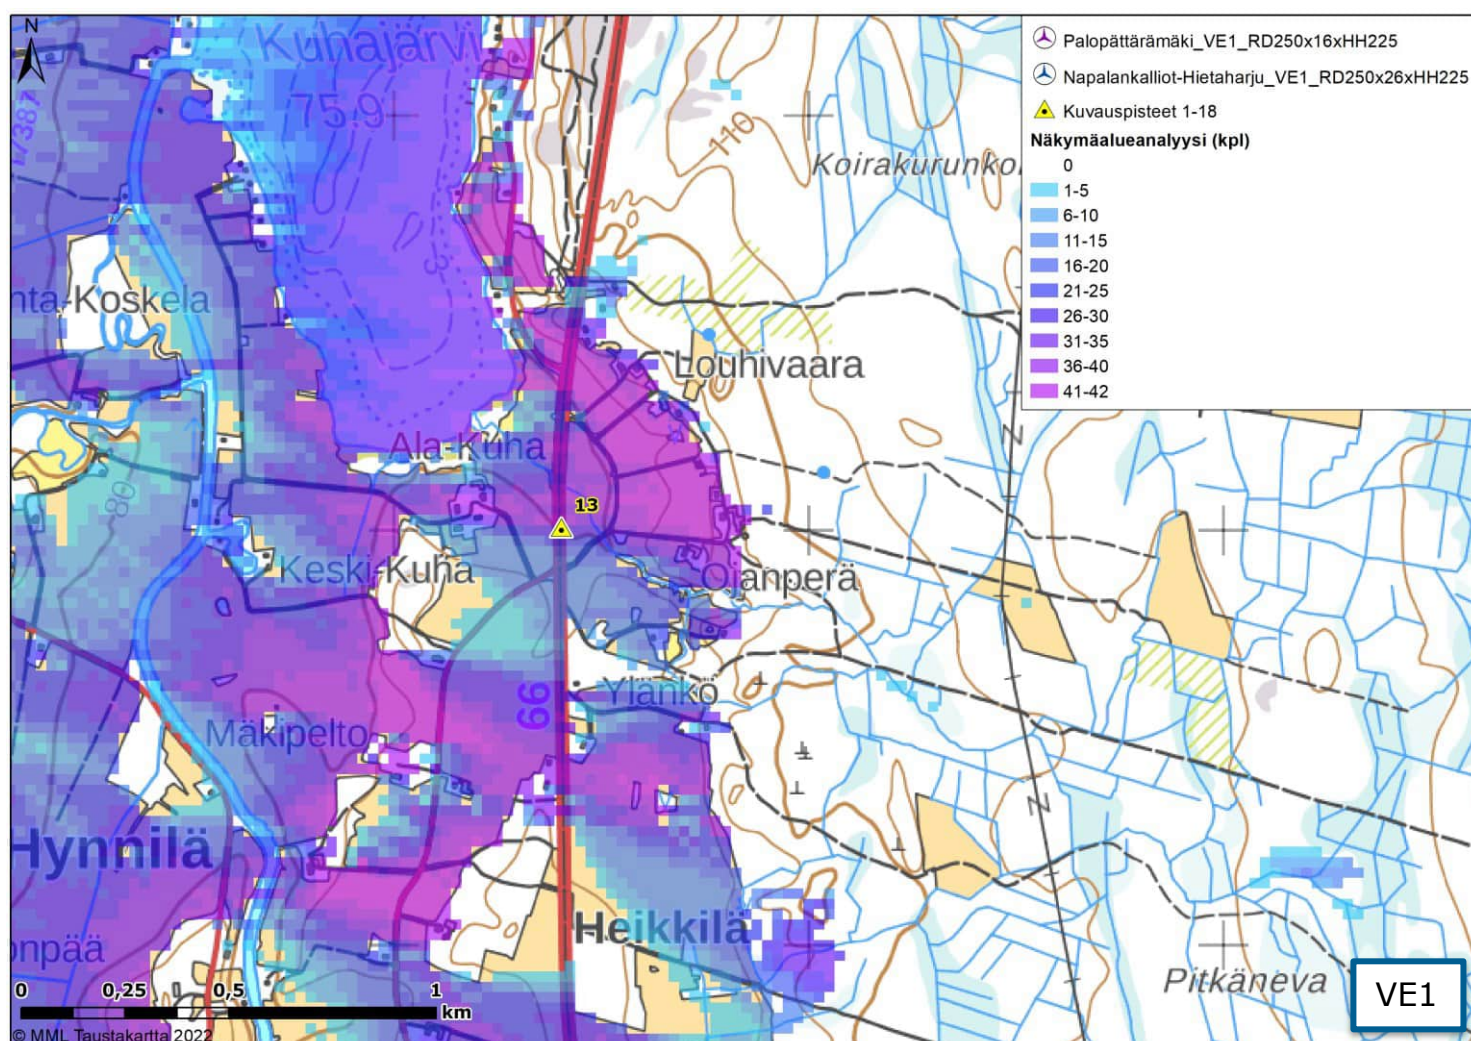 N
Kuhajärvi
75.9
110
Koirakurunko
Palopättärämäki_VE1_RD250x16xHH225
Napalankalliot-Hietaharju_VE1_RD250x26xHH225
Kuvauspisteet 1-18
Näkymäalueanalyysi (kpl)
0
1-5
6-10
11-15
16-20
21-25
26-30
31-35
36-40
41-42
nta-Koskela
3
Louhivaara
Ala-Kuha
80
13
Keski-Kuha
Ojanperä
66
Ylänkö
Mäkipelto
Hynnilä
Heikkilä
onpää
Pitkäneva
0 0,25 0,5 1
km
VE1
© MML Taustakartta 2022